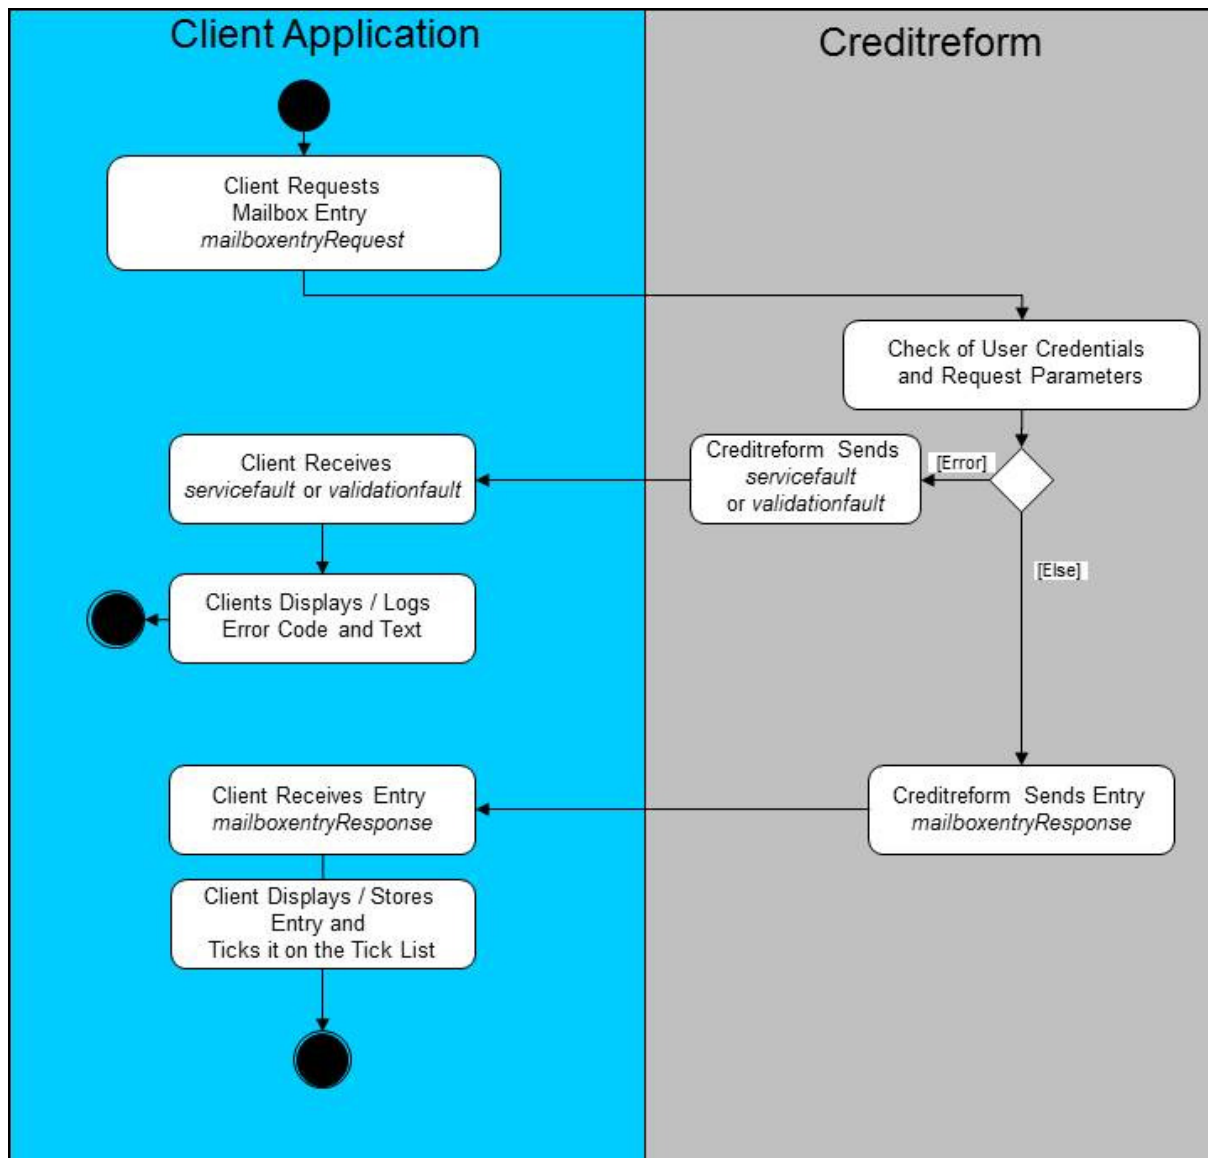 Client Application
Creditreform
Client Requests
Mailbox Entry
mailboxentryRequest
Check of User Credentials
and Request Parameters
[Error]
Creditreform Sends
servicefault
or validationfault
Client Receives
servicefault or validationfault
Clients Displays / Logs
Error Code and Text
[Else]
Creditreform Sends Entry
mailboxentryResponse
Client Receives Entry
mailboxentryResponse
Client Displays / Stores
Entry and
Ticks it on the Tick List